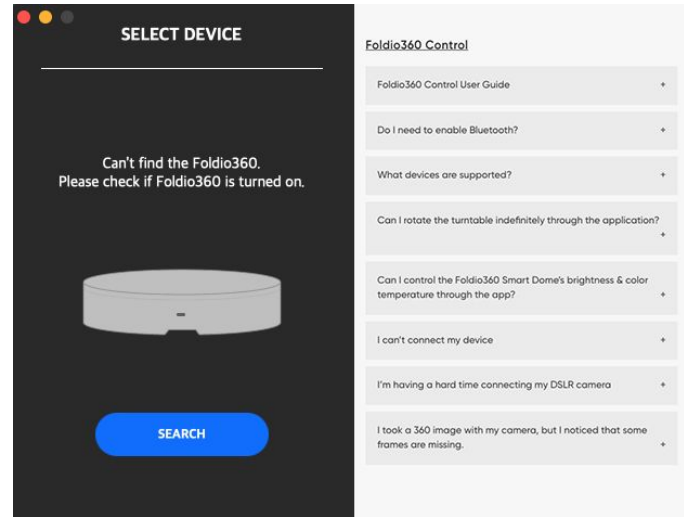 SELECT DEVICE
Can't find the Foldio360.
Please check if Foldio360 is turned on.
SEARCH
Foldio360 Control
Foldio360 Control User Guide +
Do I need to enable Bluetooth? +
What devices are supported? +
Can I rotate the turntable indefinitely through the application?
+
Can I control the Foldio360 Smart Dome's brightness & color
temperature through the app? +
I can't connect my device +
I'm having a hard time connecting my DSLR camera +
I took a 360 image with my camera, but I noticed that some
frames are missing. +